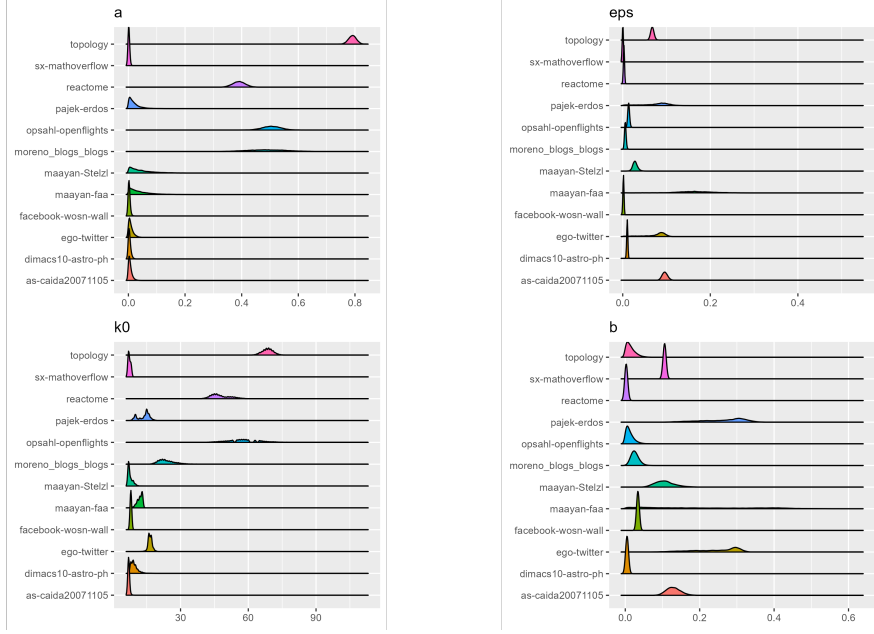 a
topology
sx-mathoverflow
reactome
pajek-erdos
opsahl-openflights
moreno_blogs_blogs
maayan-Stelzl
maayan-faa
facebook-wosn-wall
ego-twitter
dimacs10-astro-ph
as-caida20071105
0.0 0.2 0.4 0.6 0.8
eps
topology
sx-mathoverflow
reactome
pajek-erdos
opsahl-openflights
moreno_blogs_blogs
maayan-Stelzl
maayan-faa
facebook-wosn-wall
ego-twitter
dimacs10-astro-ph
as-caida20071105
0.0 0.2 0.4
k0
topology
sx-mathoverflow
reactome
pajek-erdos
opsahl-openflights
moreno_blogs_blogs
maayan-Stelzl
maayan-faa
facebook-wosn-wall
ego-twitter
dimacs10-astro-ph
as-caida20071105
30 60 90
b
topology
sx-mathoverflow
reactome
pajek-erdos
opsahl-openflights
moreno_blogs_blogs
maayan-Stelzl
maayan-faa
facebook-wosn-wall
ego-twitter
dimacs10-astro-ph
as-caida20071105
0.0 0.2 0.4 0.6